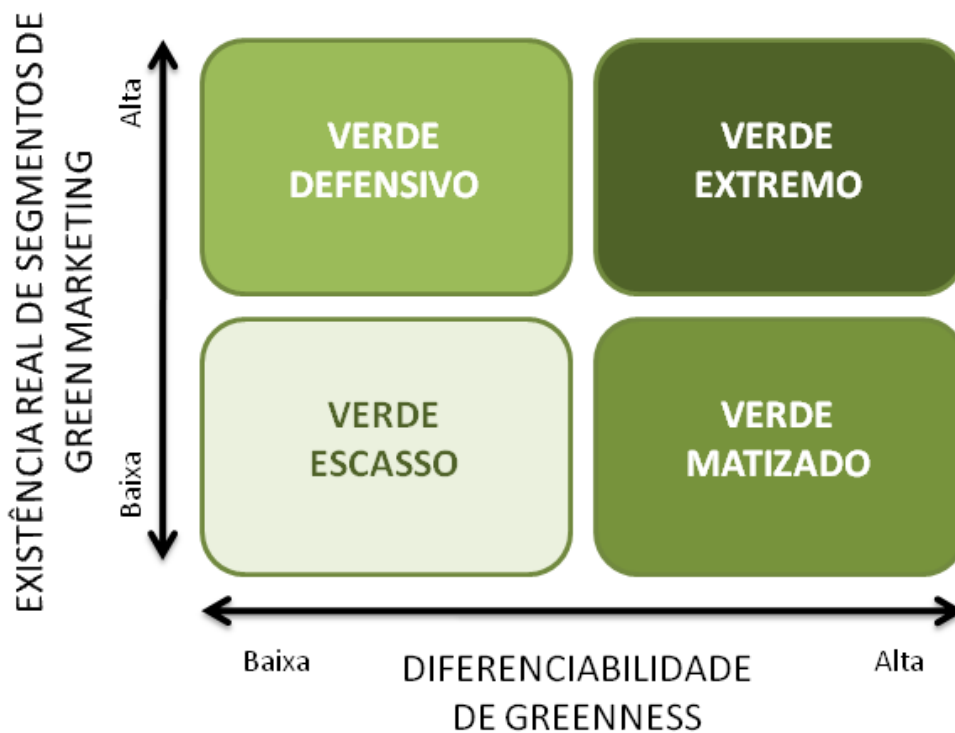 EXISTÊNCIA REAL DE SEGMENTOS DE
GREEN MARKETING
Alta
Baixa
VERDE
DEFENSIVO
VERDE
EXTREMO
VERDE
ESCASSO
VERDE
MATIZADO
Baixa
Alta
DIFERENCIABILIDADE
DE GREENNESS